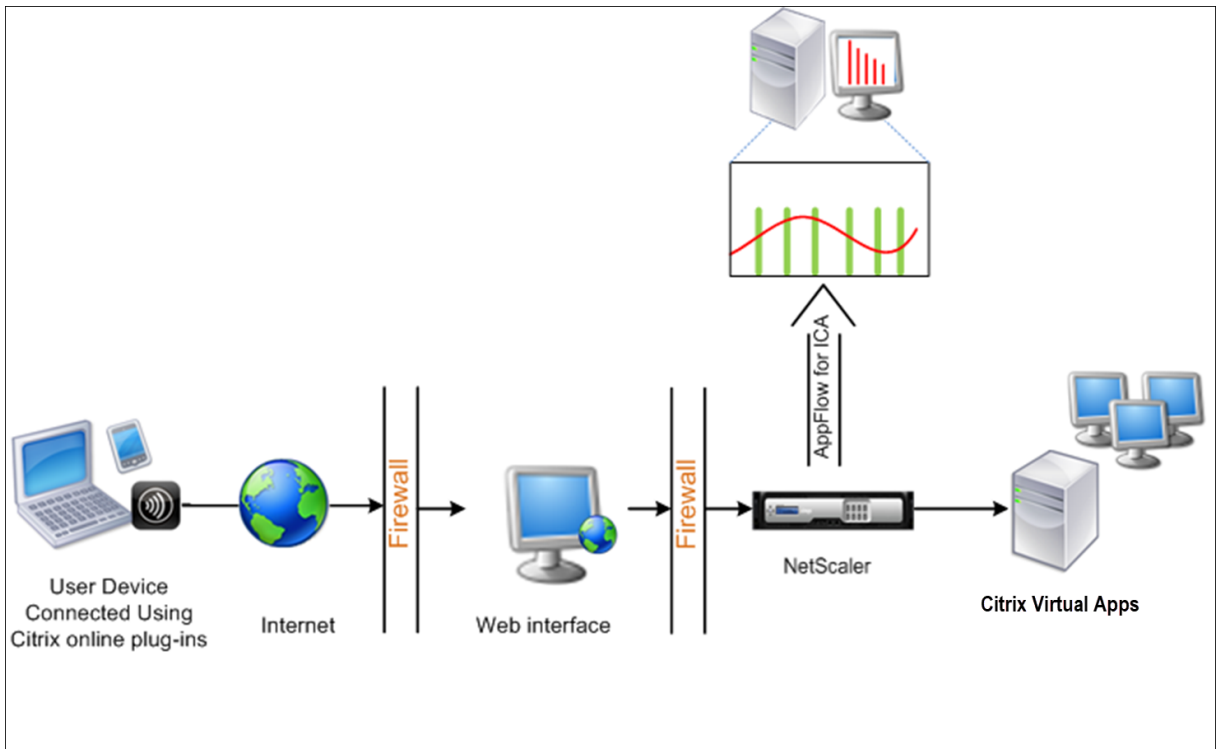 AppFlow for ICA
Firewall
Firewall
User Device
Connected Using
Citrix online plug-ins
Internet
Web interface
NetScaler
Citrix Virtual Apps